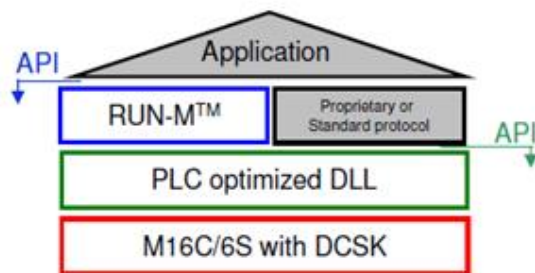 Application
API
RUN-M™
Proprietary or
Standard protocol
API
PLC optimized DLL
M16C/6S with DCSK